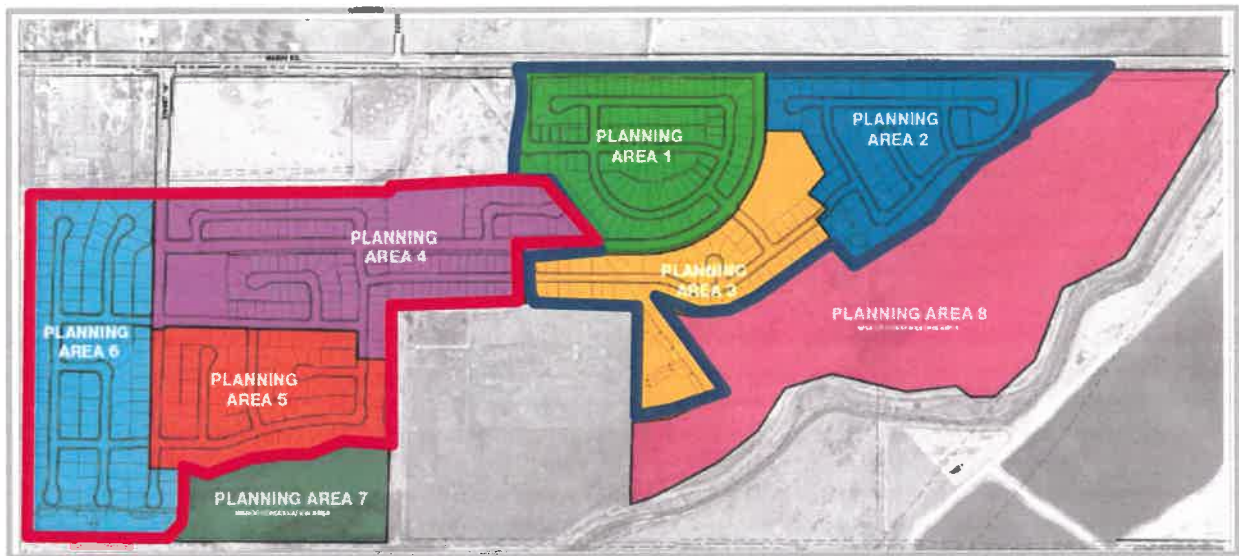 PLANNING
AREA 1
PLANNING
AREA 2
PLANNING
AREA 3
PLANNING
AREA 4
PLANNING
AREA 5
PLANNING
AREA 6
PLANNING AREA 7
PLANNING AREA 8